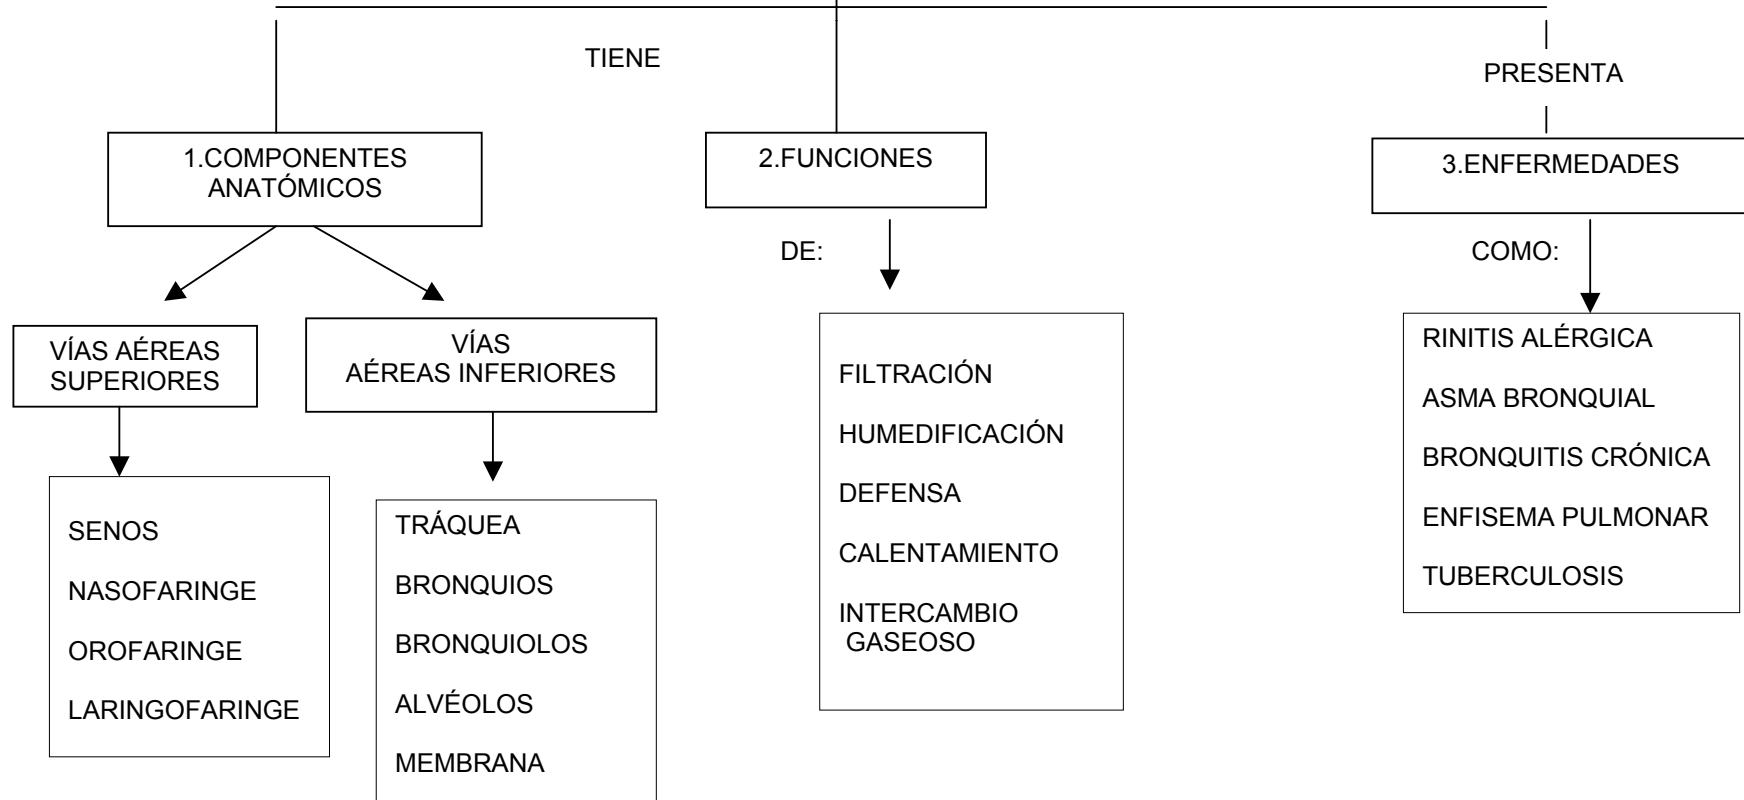 TIENE
PRESENTA
1.COMPONENTES
ANATÓMICOS
2.FUNCIONES
3.ENFERMEDADES
DE:
COMO:
VÍAS AÉREAS
SUPERIORES
VÍAS
AÉREAS INFERIORES
SENOS
NASOFARINGE
OROFARINGE
LARINGOFARINGE
TRÁQUEA
BRONQUIOS
BRONQUIOLOS
ALVÉOLOS
MEMBRANA
FILTRACIÓN
HUMEDIFICACIÓN
DEFENSA
CALENTAMIENTO
INTERCAMBIO
GASEOSO
RINITIS ALÉRGICA
ASMA BRONQUIAL
BRONQUITIS CRÓNICA
ENFISEMA PULMONAR
TUBERCULOSIS